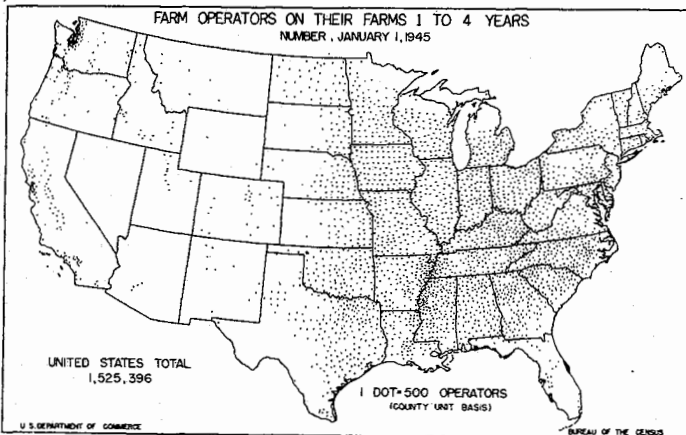 FARM OPERATORS ON THEIR FARMS 1 TO 4 YEARS
NUMBER, JANUARY 1, 1945
UNITED STATES TOTAL
1,525,396
1 DOT=500 OPERATORS
(COUNTY UNIT BASIS)
U S. DEPARTMENT OF COMMERCE
BUREAU OF THE CENSUS